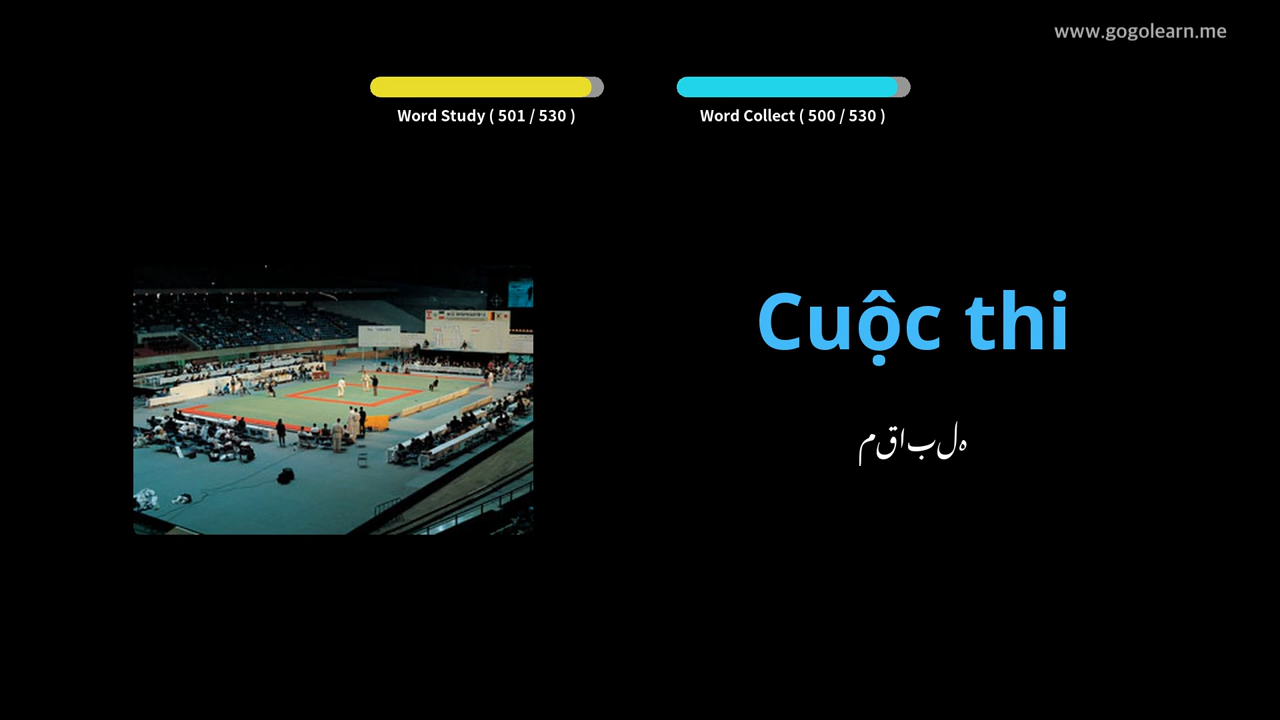 www.gogolearn.me
Word Study ( 501 / 530 )
Word Collect ( 500 / 530 )
Cuộc thi
مقابلہ